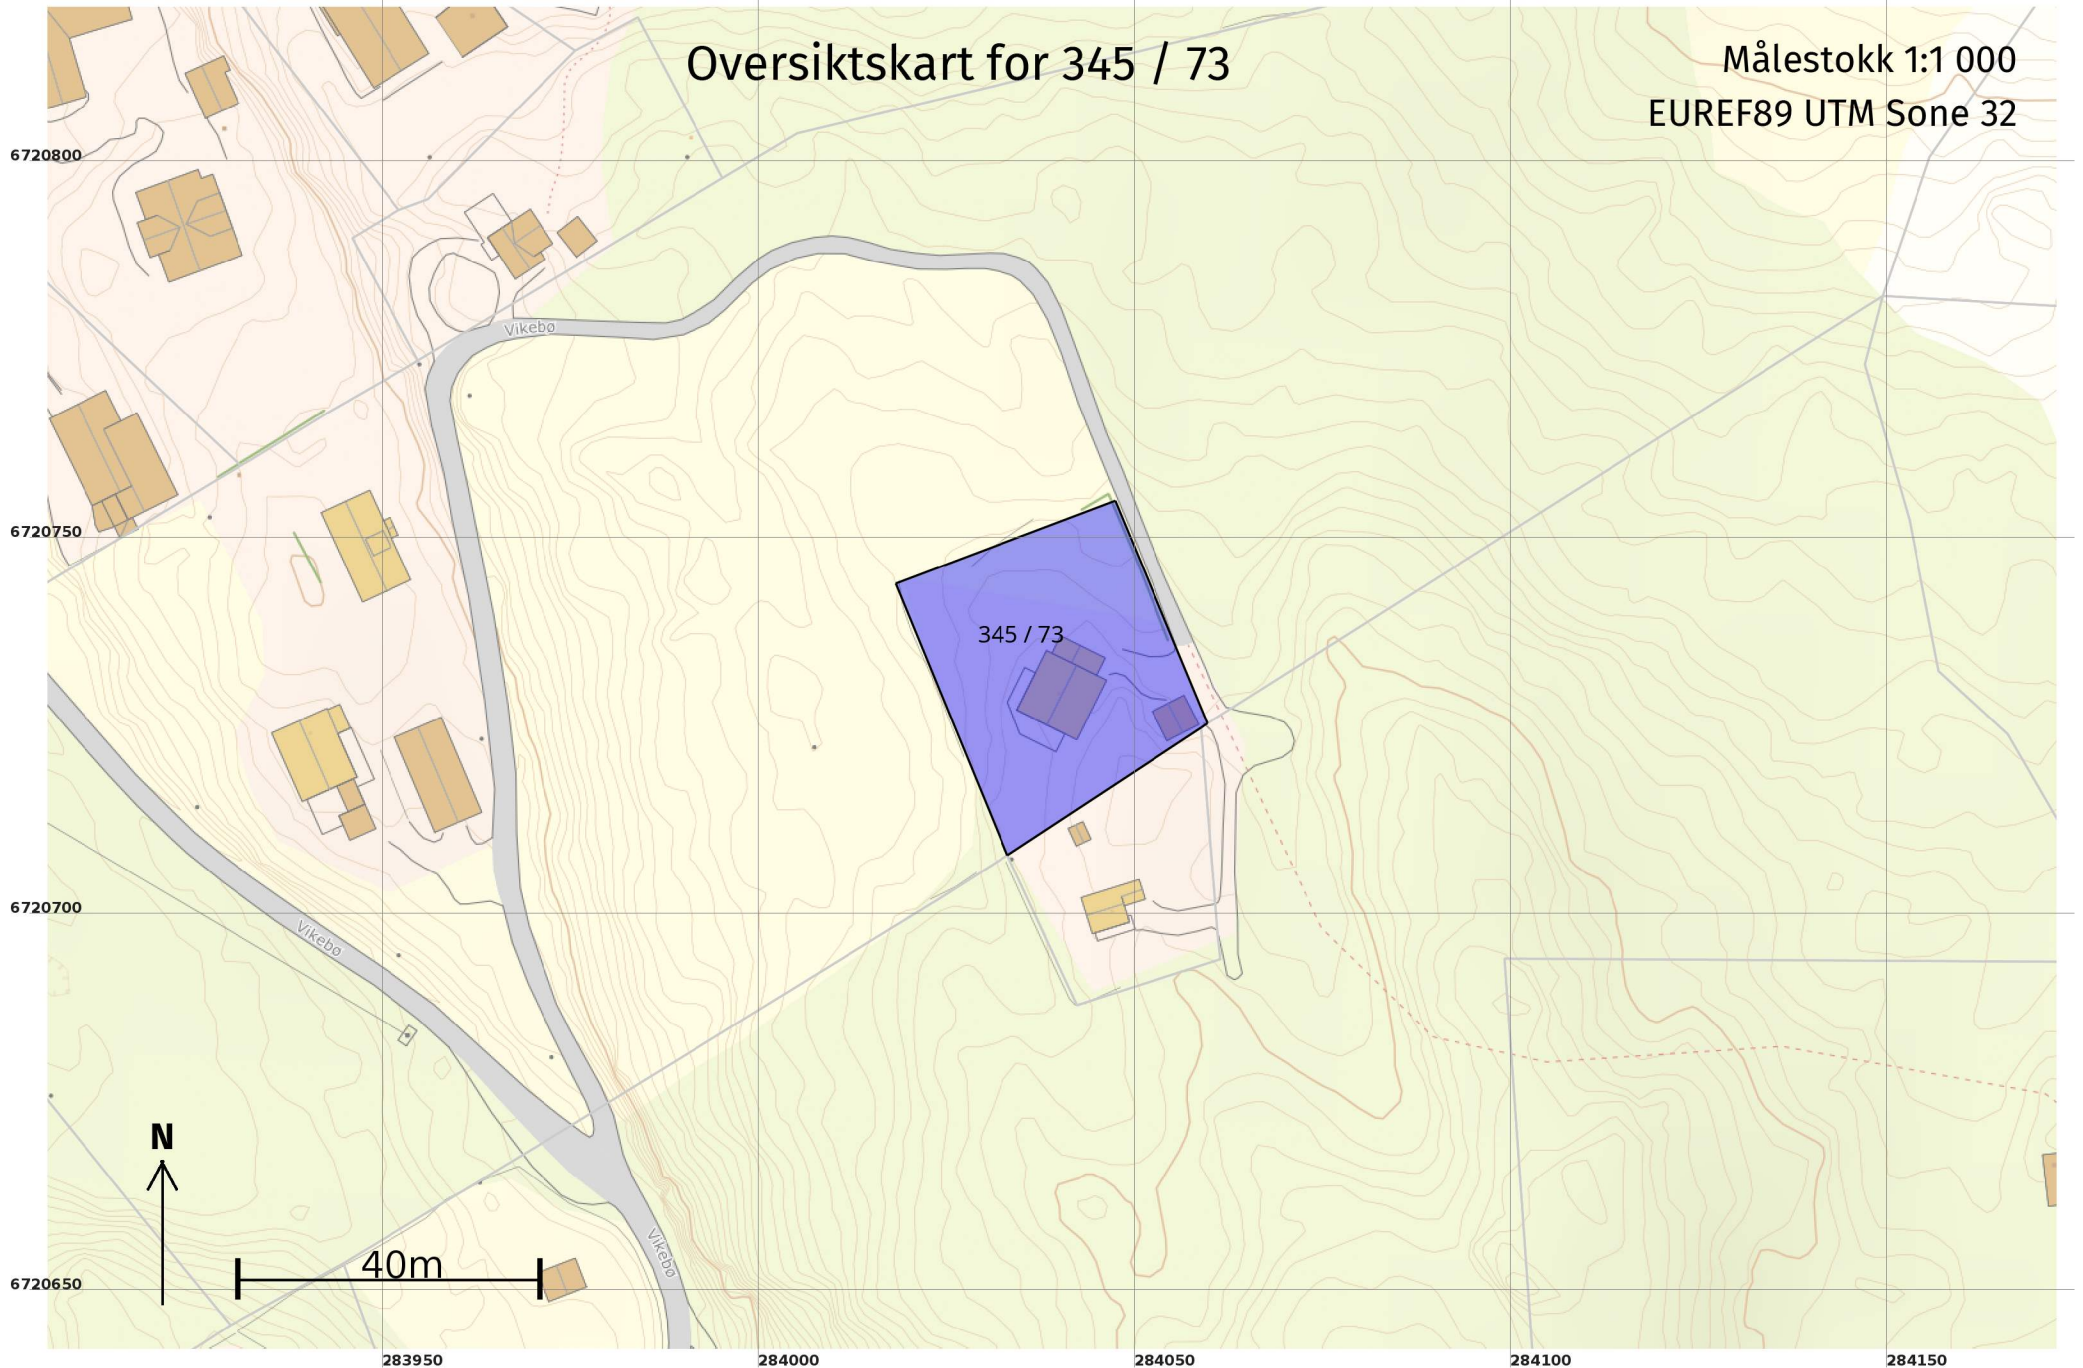 Oversiktskart for 345 / 73
Målestokk 1:1 000
EUREF89 UTM Sone 32
6720800
Vikebø
6720750
345 / 73
6720700
Vikebø
N
Vikebø
40m
6720650
283950
284000
284050
284100
284150